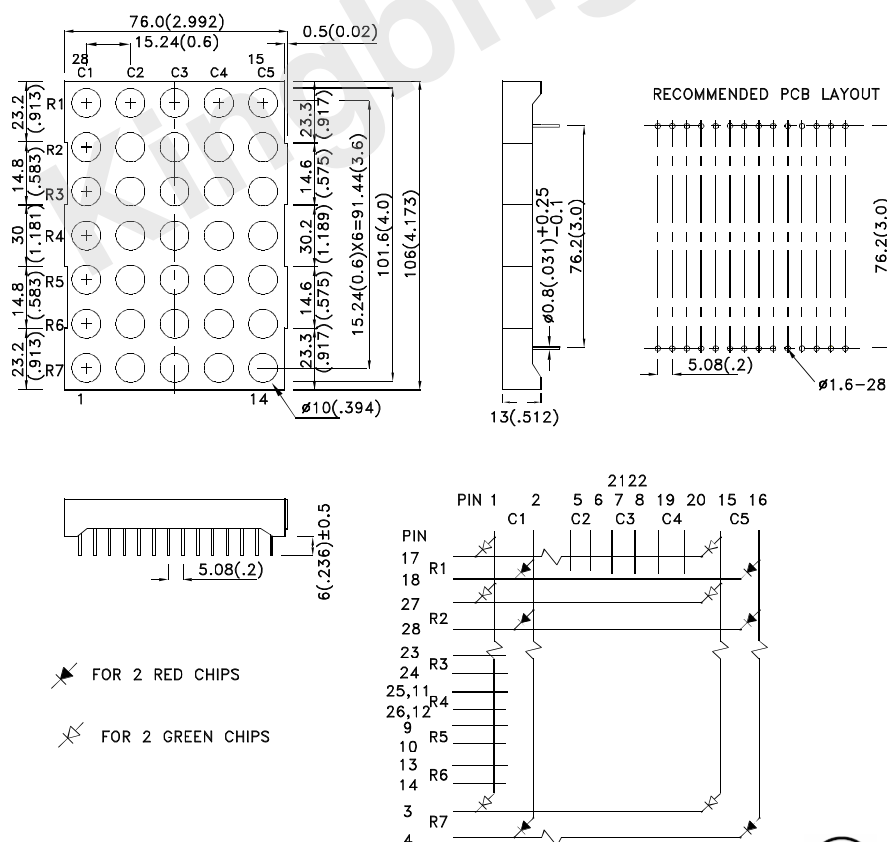 Kingbri
76.0(2.992)
15.24(0.6)
0.5(0.02)
28
15
C1 C2 C3 C4 C5
R1
R2
R3
R4
R5
R6
R7
1
14
23.2
(.913)
14.8
(.583)
30
(1.181)
14.8
(.583)
23.2
(.913)
23.3
(.917)
14.6
(.575)
30.2
(1.189)
14.6
(.575)
23.3
(.917)
15.24(0.6)X6=91.44(3.6)
101.6(4.0)
106(4.173)
ø10(.394)
ø0.8(.031)+0.25
-0.1
76.2(3.0)
13(.512)
RECOMMENDED PCB LAYOUT
76.2(3.0)
5.08(.2)
ø1.6-28
5.08(.2)
6(.236)±0.5
FOR 2 RED CHIPS
FOR 2 GREEN CHIPS
2122
PIN 1 2 5 6 7 8 19 20 15 16
C1 C2 C3 C4 C5
PIN
17
R1
18
27
R2
28
23
R3
24
25,11
R4
26,12
9
R5
10
13
R6
14
3
R7
4